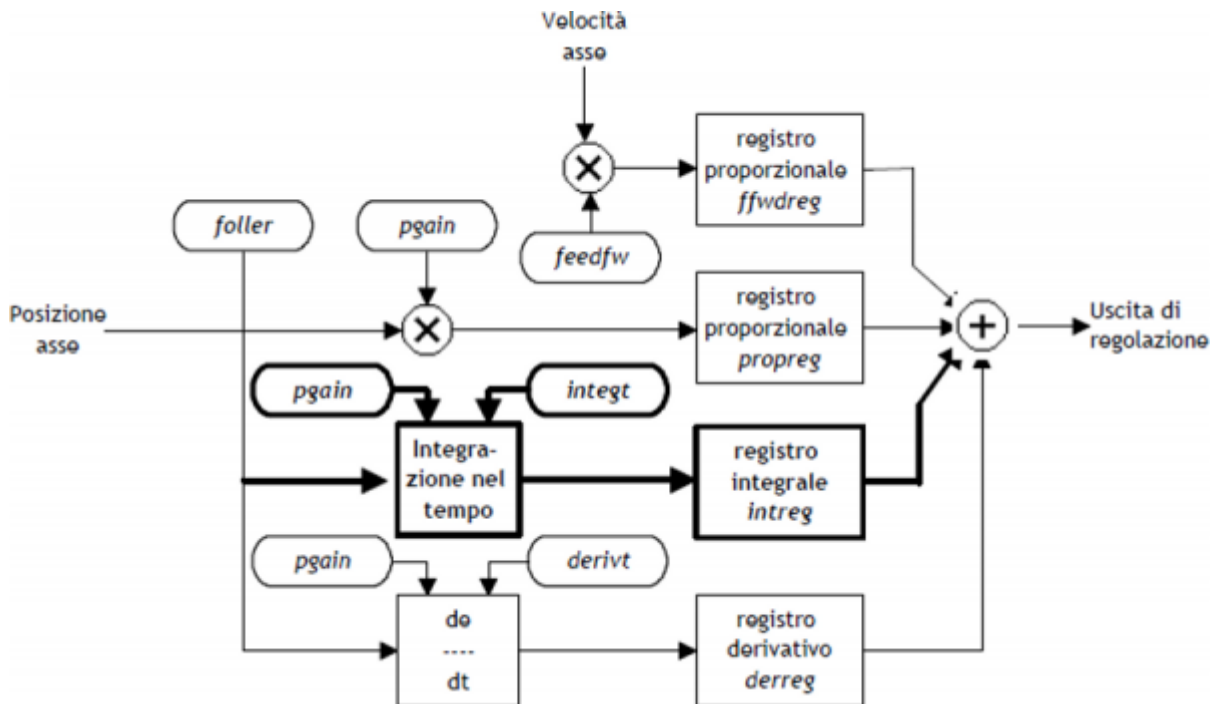 Velocità
asse
registro
proporzionale
ffwdreg
foller
pgain
feedfw
Posizione
asse
registro
proporzionale
propreg
Uscita di
regolazione
pgain
integt
Integra-
zione nel
tempo
registro
integrale
intreg
pgain
derivt
de
----
dt
registro
derivativo
derreg